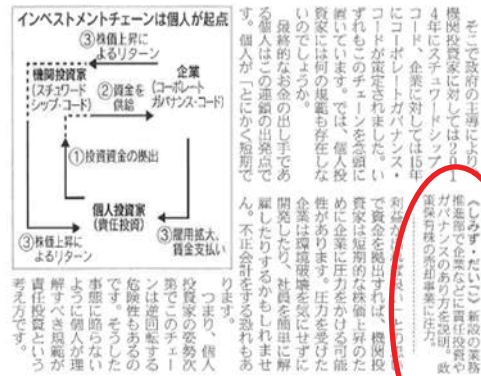 インベストメントチェーンは個人が起点
③株価上昇に
よるリターン
機関投資家
(スチュワード
シップ・コード)
②資金を
供給
企業
(コーポレート
ガバナンス・コード)
①投資資金の拠出
個人投資家
(責任投資)
③株価上昇に
よるリターン
③雇用拡大、
賃金支払い
そこで政府の主導により
機関投資家に対しては201
4年にスチュワードシップ・
コード、企業に対しては15年
にコーポレートガバナンス・
コードが策定されました。い
ずれもこのチェーンを念頭に
置いています。では、個人投
資家には何の規範も存在しな
いのでしょうか。
最終的な資金の出し手であ
る個人はこの連鎖の出発点で
す。個人が「とにかく短期で
《しみず・だいご》新設の業務
推進部で企業などに責任投資や
ガバナンスのあり方を説明。政
策保有株の売却事業に注力。
利益が
で資金を拠出すれば、機関投
資家は短期的な株価上昇のた
めに企業に圧力をかける可能
性があります。圧力を受けた
企業は環境破壊を気にせずに
開発したり、社員を簡単に解
雇したりするかもしれませ
ん。不正会計をする恐れもあ
ります。
つまり、個人
投資家の姿勢次
第でこのチェー
ンは逆回転する
危険性もあるの
です。そうした
事態に陥らない
ように個人が理
解すべき規範が
責任投資という
考え方です。